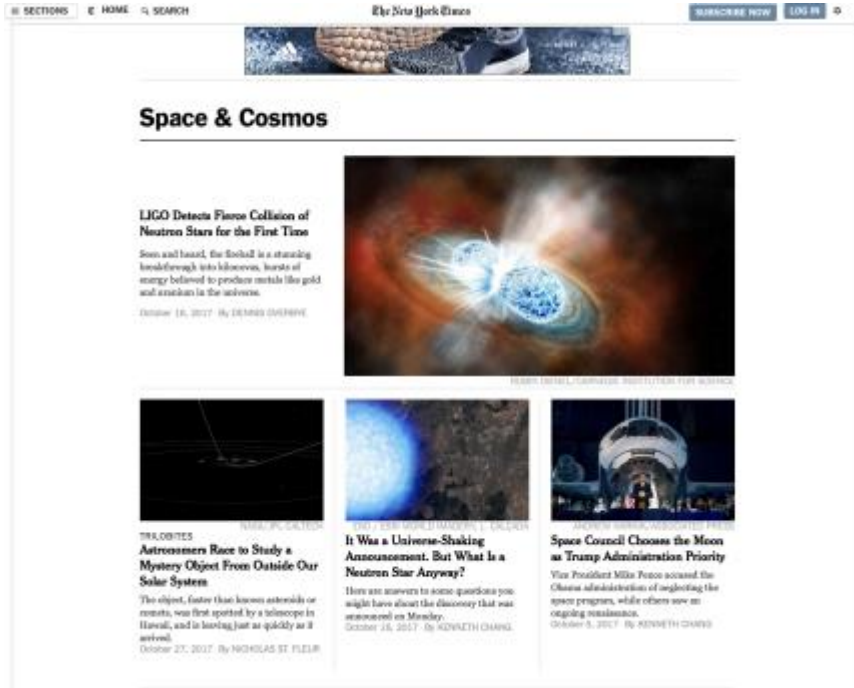 SECTIONS
HOME
SEARCH
The New York Times
SUBSCRIBE NOW
LOG IN
adidas
Space & Cosmos
LIGO Detects Fierce Collision of
Neutron Stars for the First Time
Seen and heard, the fireball is a stunning
breakthrough into kilonovas, bursts of
energy believed to produce metals like gold
and uranium in the universe.
October 16, 2017 By DENNIS OVERBYE
/CARNEGIE INSTITUTION FOR SCIENCE
NASA/JPL-CALTECH
TRILOBITES
Astronomers Race to Study a
Mystery Object From Outside Our
Solar System
The object, faster than known asteroids or
comets, was first spotted by a telescope in
Hawaii, and is leaving just as quickly as it
arrived.
October 27, 2017 By NICHOLAS ST. FLEUR
It Was a Universe-Shaking
Announcement. But What Is a
Neutron Star Anyway?
Here are answers to some questions you
might have about the discovery that was
announced on Monday.
October 16, 2017 By KENNETH CHANG
/ASSOCIATED PRESS
Space Council Chooses the Moon
as Trump Administration Priority
Vice President Mike Pence accused the
Obama administration of neglecting the
space program, while others saw an
ongoing renaissance.
October 5, 2017 By KENNETH CHANG